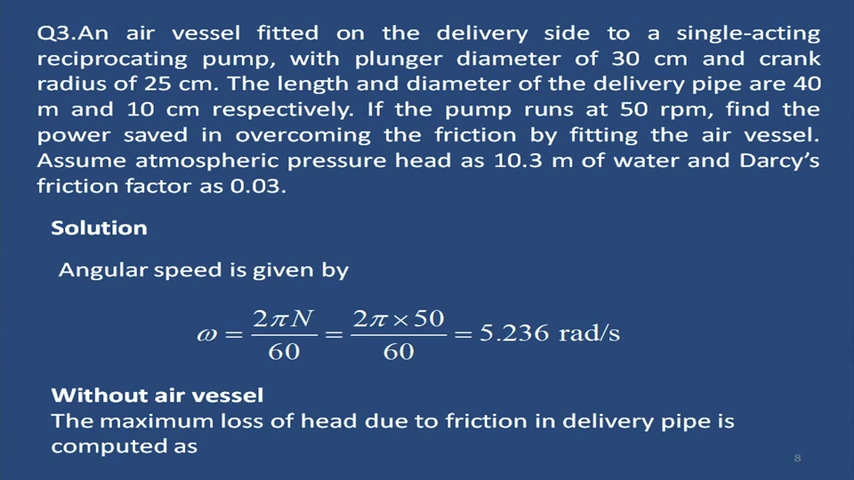 Q3.An air vessel fitted on the delivery side to a single-acting
reciprocating pump, with plunger diameter of 30 cm and crank
radius of 25 cm. The length and diameter of the delivery pipe are 40
m and 10 cm respectively. If the pump runs at 50 rpm, find the
power saved in overcoming the friction by fitting the air vessel.
Assume atmospheric pressure head as 10.3 m of water and Darcy’s
friction factor as 0.03.
Solution
Angular speed is given by
ω = 2πN/60 = 2π×50/60 = 5.236 rad/s
Without air vessel
The maximum loss of head due to friction in delivery pipe is
computed as
8